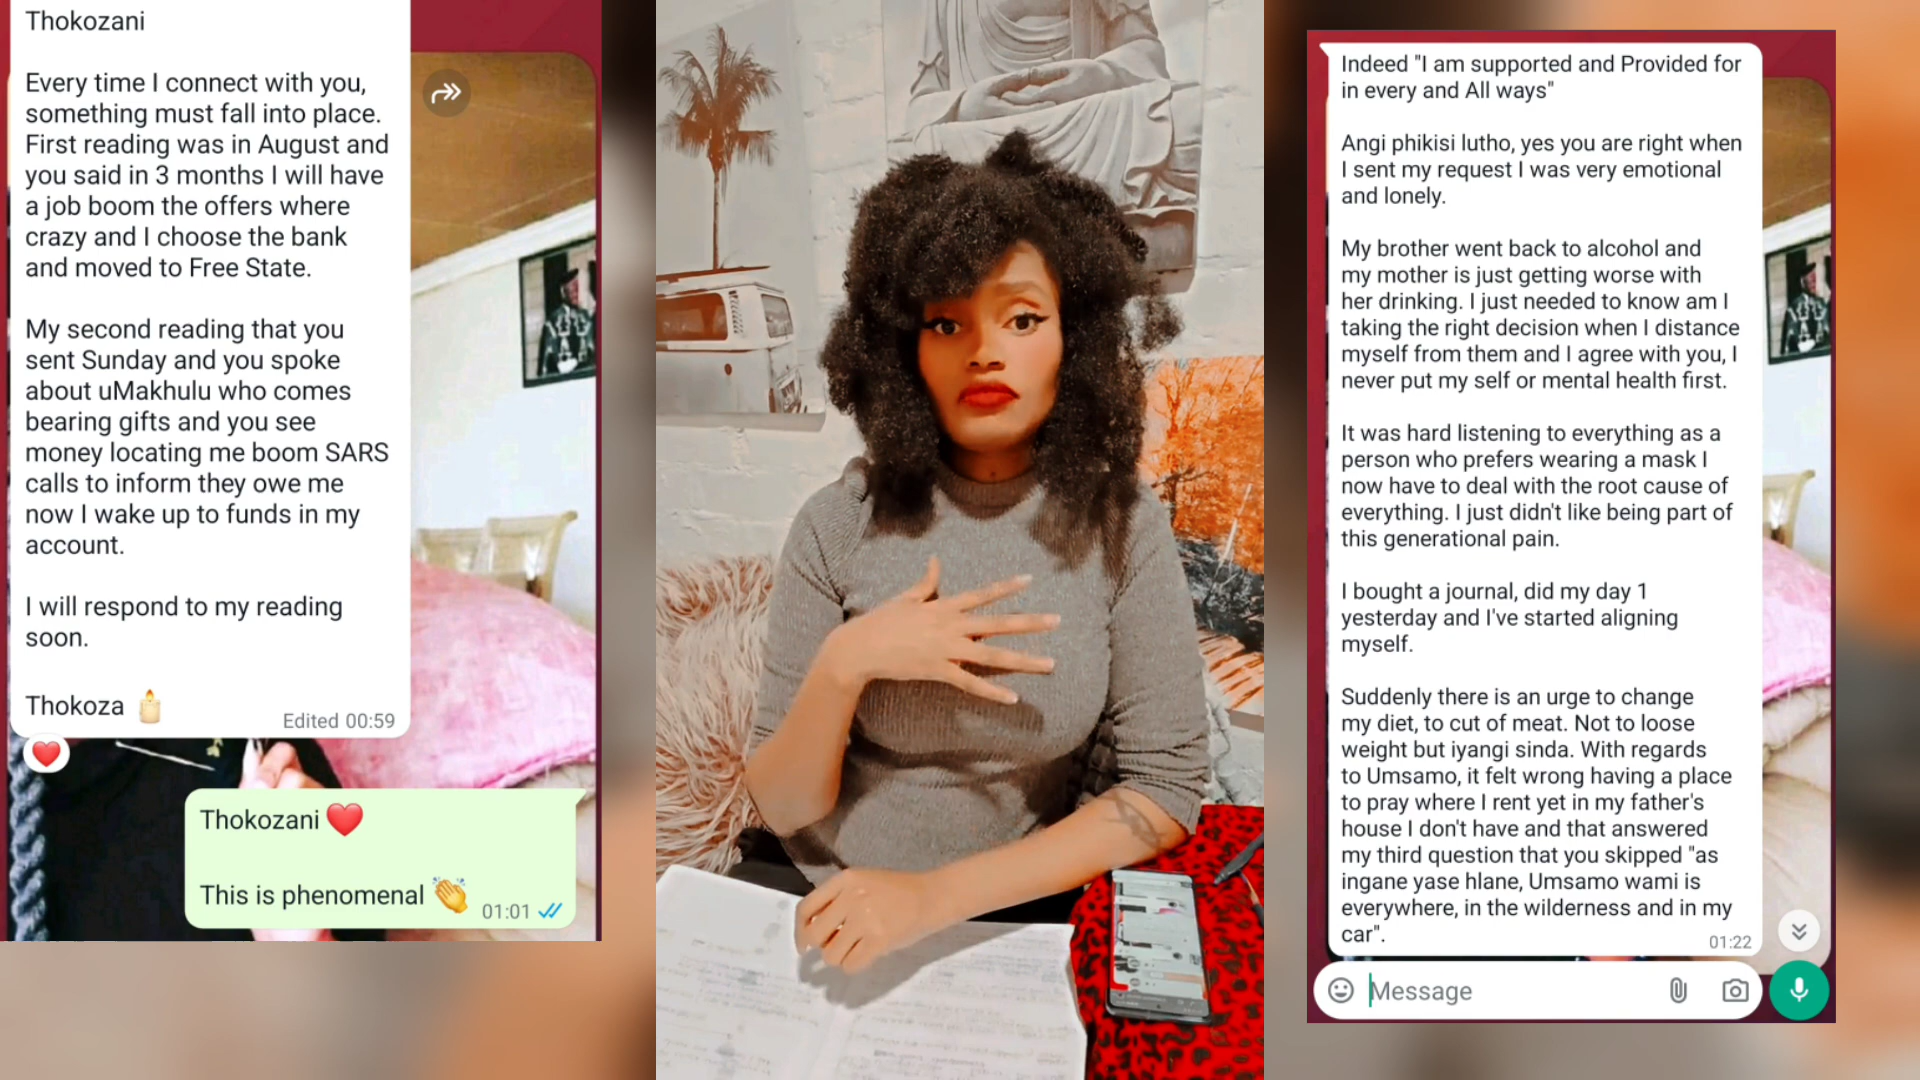 Thokozani
Every time I connect with you,
something must fall into place.
First reading was in August and
you said in 3 months I will have
a job boom the offers where
crazy and I choose the bank
and moved to Free State.
My second reading that you
sent Sunday and you spoke
about uMakhulu who comes
bearing gifts and you see
money locating me boom SARS
calls to inform they owe me
now I wake up to funds in my
account.
I will respond to my reading
soon.
Thokoza 🕯️
Edited 00:59
Thokozani ❤️
This is phenomenal 👏
01:01
Indeed "I am supported and Provided for
in every and All ways"
Angi phikisi lutho, yes you are right when
I sent my request I was very emotional
and lonely.
My brother went back to alcohol and
my mother is just getting worse with
her drinking. I just needed to know am I
taking the right decision when I distance
myself from them and I agree with you, I
never put my self or mental health first.
It was hard listening to everything as a
person who prefers wearing a mask I
now have to deal with the root cause of
everything. I just didn't like being part of
this generational pain.
I bought a journal, did my day 1
yesterday and I've started aligning
myself.
Suddenly there is an urge to change
my diet, to cut of meat. Not to loose
weight but iyangi sinda. With regards
to Umsamo, it felt wrong having a place
to pray where I rent yet in my father's
house I don't have and that answered
my third question that you skipped "as
ingane yase hlane, Umsamo wami is
everywhere, in the wilderness and in my
car".
01:22
Message